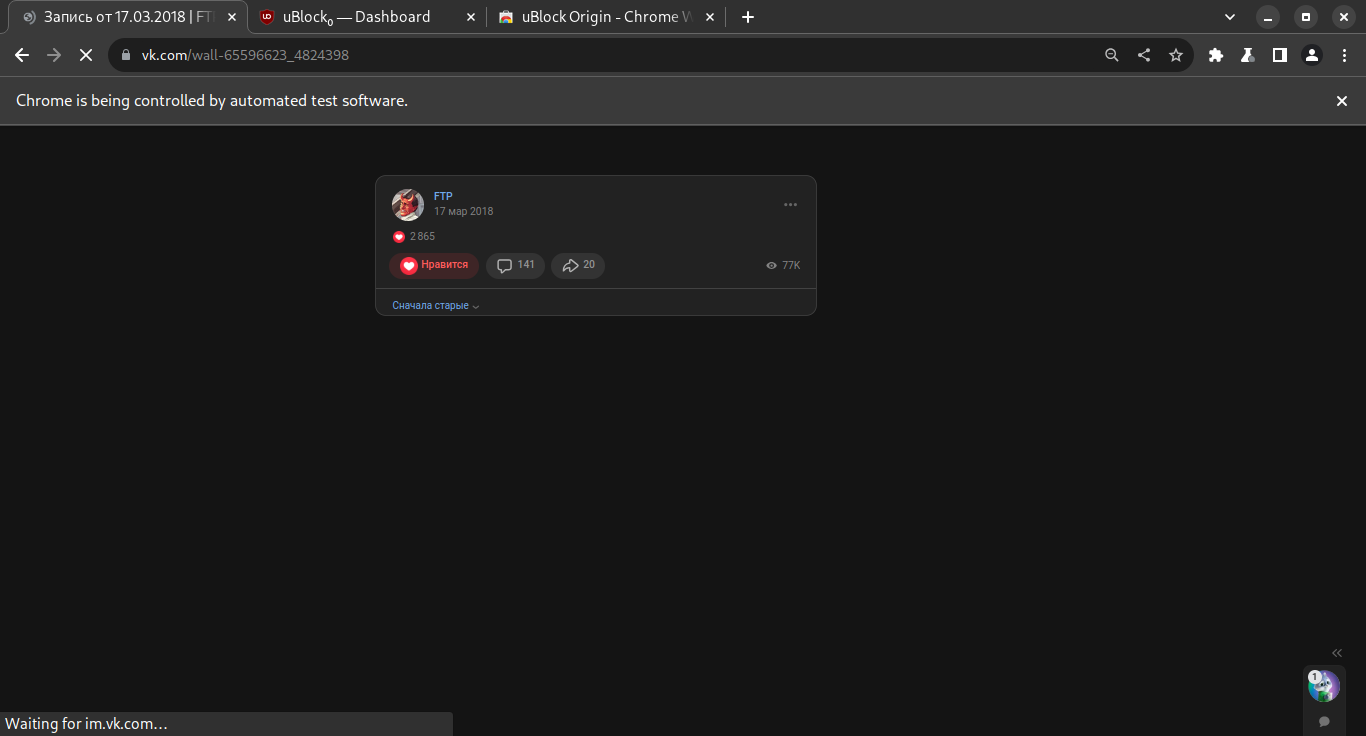 Запись от 17.03.2018 | FT
uBlock₀ — Dashboard
uBlock Origin - Chrome W
vk.com/wall-65596623_4824398
Chrome is being controlled by automated test software.
FTP
17 мар 2018
2 865
Нравится
141
20
77K
Сначала старые
1
Waiting for im.vk.com...